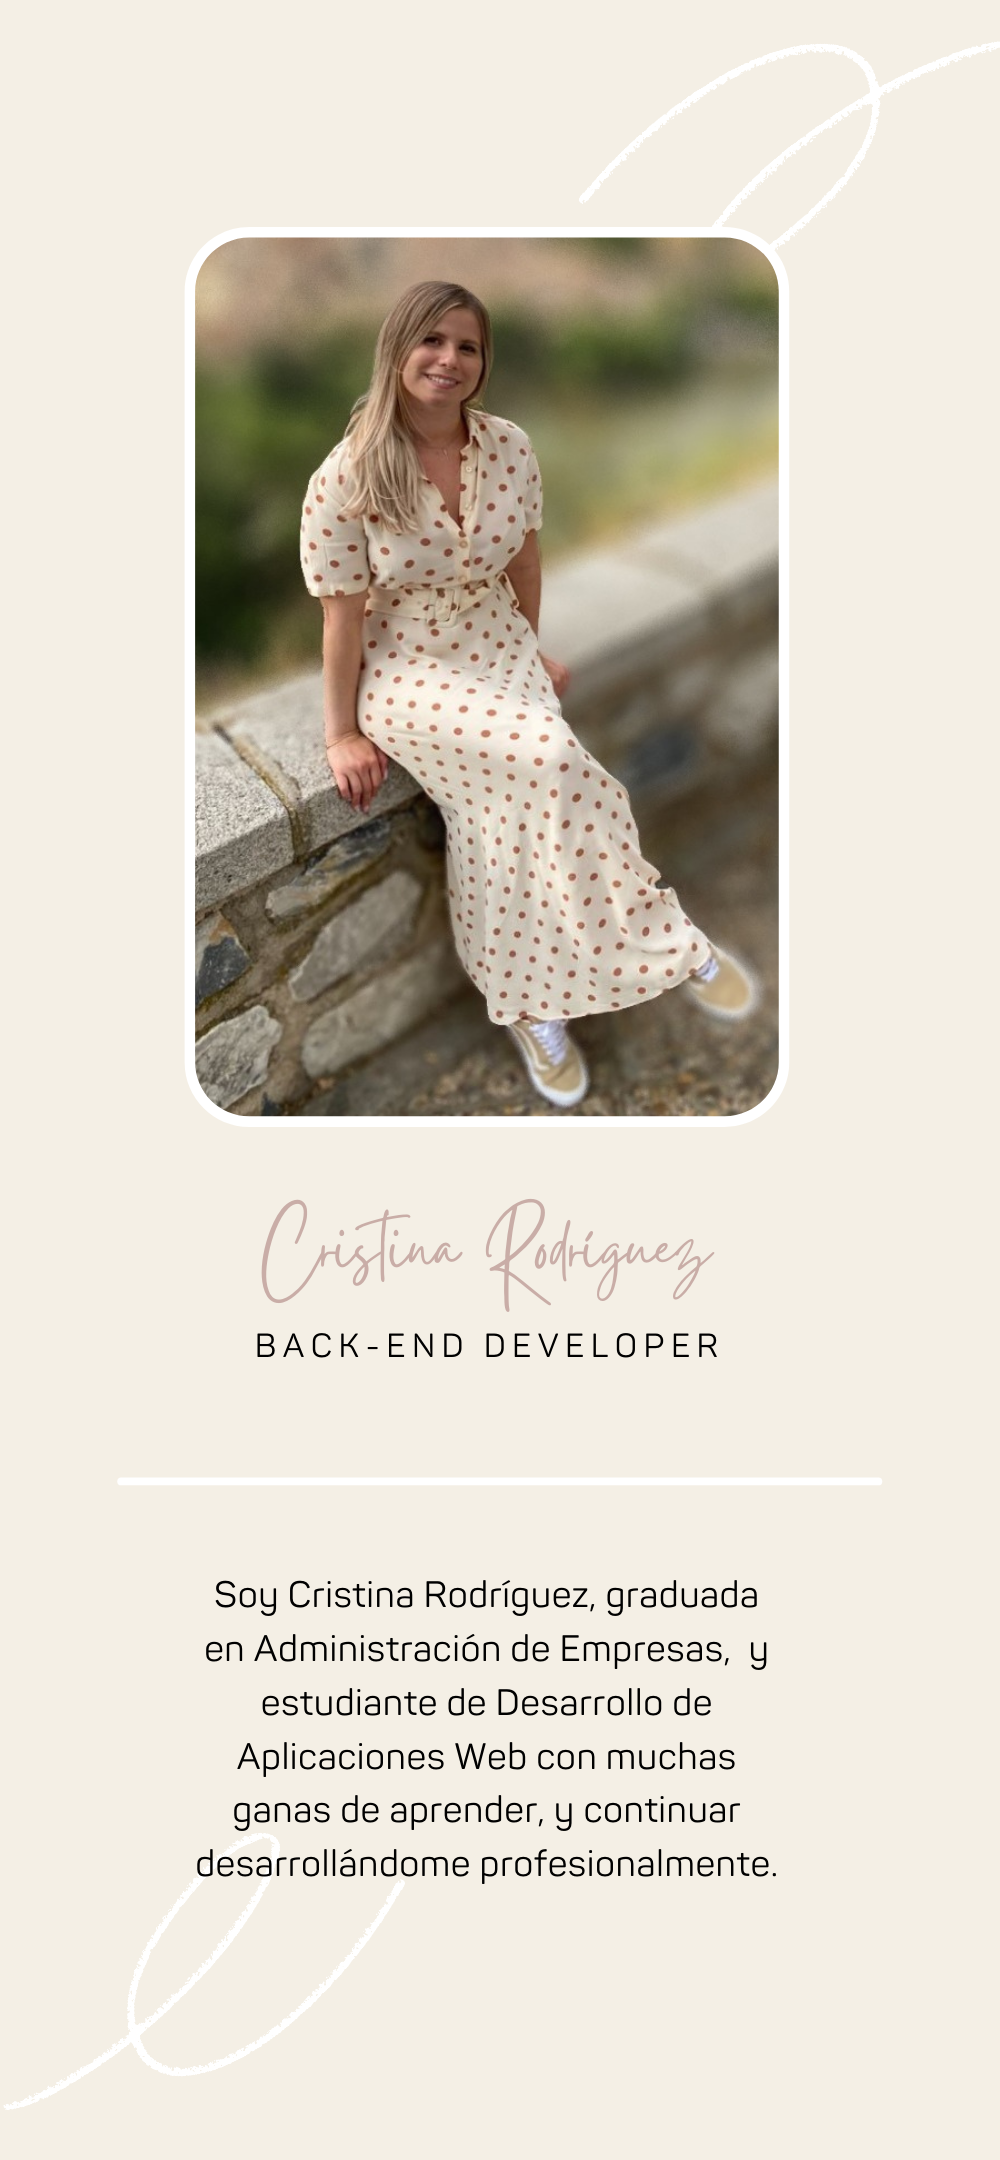 Cristina Rodríguez
BACK-END DEVELOPER
Soy Cristina Rodríguez, graduada
en Administración de Empresas,  y
estudiante de Desarrollo de
Aplicaciones Web con muchas
ganas de aprender, y continuar
desarrollándome profesionalmente.